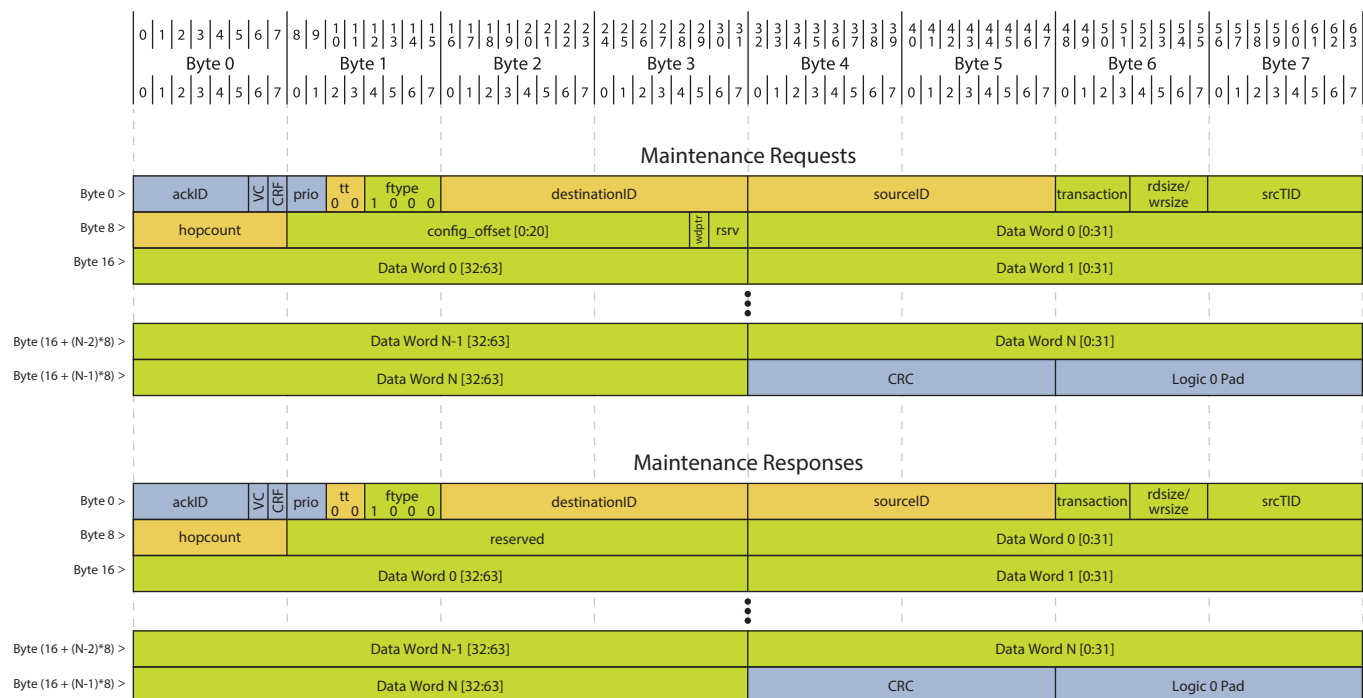 0 1 2 3 4 5 6 7 8 9 10 11 12 13 14 15 16 17 18 19 20 21 22 23 24 25 26 27 28 29 30 31 32 33 34 35 36 37 38 39 40 41 42 43 44 45 46 47 48 49 50 51 52 53 54 55 56 57 58 59 60 61 62 63
Byte 0 Byte 1 Byte 2 Byte 3 Byte 4 Byte 5 Byte 6 Byte 7
0 1 2 3 4 5 6 7 0 1 2 3 4 5 6 7 0 1 2 3 4 5 6 7 0 1 2 3 4 5 6 7 0 1 2 3 4 5 6 7 0 1 2 3 4 5 6 7 0 1 2 3 4 5 6 7 0 1 2 3 4 5 6 7
Maintenance Requests
Byte 0 > ackID VC CRF prio tt 0 0 ftype 1 0 0 0 destinationID sourceID transaction rdsize/ wrsize srcTID
Byte 8 > hopcount config_offset [0:20] wdptr rsrv Data Word 0 [0:31]
Byte 16 > Data Word 0 [32:63] Data Word 1 [0:31]
Byte (16 + (N-2)*8) > Data Word N-1 [32:63] Data Word N [0:31]
Byte (16 + (N-1)*8) > Data Word N [32:63] CRC Logic 0 Pad
Maintenance Responses
Byte 0 > ackID VC CRF prio tt 0 0 ftype 1 0 0 0 destinationID sourceID transaction rdsize/ wrsize srcTID
Byte 8 > hopcount reserved Data Word 0 [0:31]
Byte 16 > Data Word 0 [32:63] Data Word 1 [0:31]
Byte (16 + (N-2)*8) > Data Word N-1 [32:63] Data Word N [0:31]
Byte (16 + (N-1)*8) > Data Word N [32:63] CRC Logic 0 Pad